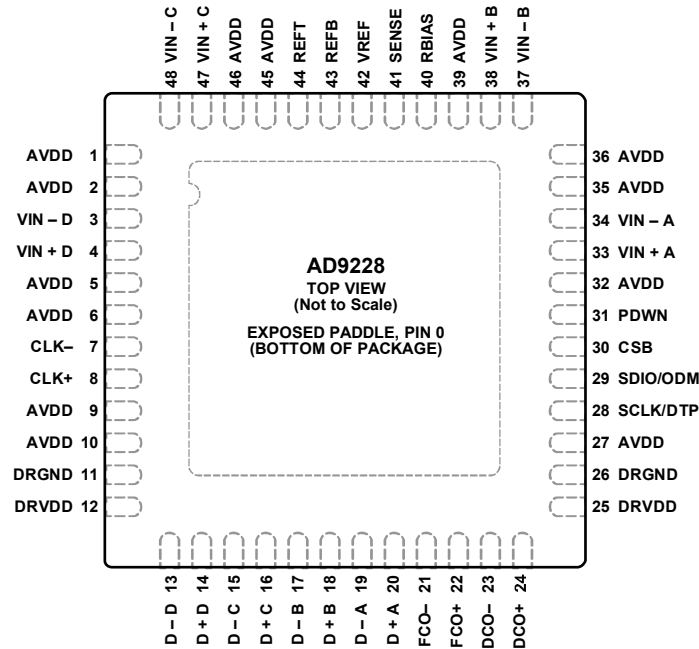 48 VIN – C
47 VIN + C
46 AVDD
45 AVDD
44 REFT
43 REFB
42 VREF
41 SENSE
40 RBIAS
39 AVDD
38 VIN + B
37 VIN – B
AVDD 1
AVDD 2
VIN – D 3
VIN + D 4
AVDD 5
AVDD 6
CLK– 7
CLK+ 8
AVDD 9
AVDD 10
DRGND 11
DRVDD 12
AD9228
TOP VIEW
(Not to Scale)
EXPOSED PADDLE, PIN 0
(BOTTOM OF PACKAGE)
36 AVDD
35 AVDD
34 VIN – A
33 VIN + A
32 AVDD
31 PDWN
30 CSB
29 SDIO/ODM
28 SCLK/DTP
27 AVDD
26 DRGND
25 DRVDD
D – D 13
D + D 14
D – C 15
D + C 16
D – B 17
D + B 18
D – A 19
D + A 20
FCO– 21
FCO+ 22
DCO– 23
DCO+ 24